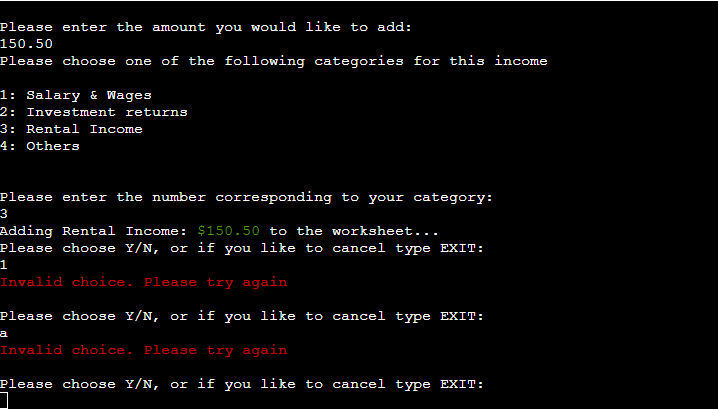 Please enter the amount you would like to add:
150.50
Please choose one of the following categories for this income
1: Salary & Wages
2: Investment returns
3: Rental Income
4: Others
Please enter the number corresponding to your category:
3
Adding Rental Income: $150.50 to the worksheet...
Please choose Y/N, or if you like to cancel type EXIT:
1
Invalid choice. Please try again
Please choose Y/N, or if you like to cancel type EXIT:
a
Invalid choice. Please try again
Please choose Y/N, or if you like to cancel type EXIT: